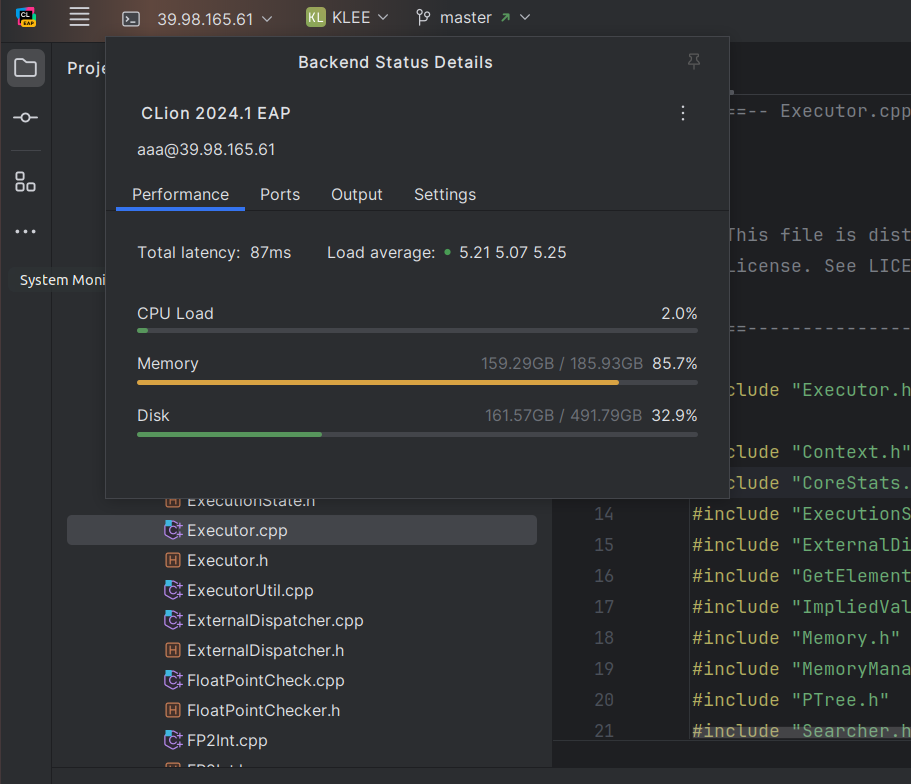 CL
EAP
39.98.165.61
KL KLEE
master
Proje
Backend Status Details
CLion 2024.1 EAP
aaa@39.98.165.61
Performance Ports Output Settings
Total latency: 87ms Load average: 5.21 5.07 5.25
System Moni
CPU Load 2.0%
Memory 159.29GB / 185.93GB 85.7%
Disk 161.57GB / 491.79GB 32.9%
ExecutionState.h
Executor.cpp
Executor.h
ExecutorUtil.cpp
ExternalDispatcher.cpp
ExternalDispatcher.h
FloatPointCheck.cpp
FloatPointChecker.h
FP2Int.cpp
==-- Executor.cpp
This file is dist
License. See LICE
==---------------
clude "Executor.h
clude "Context.h"
clude "CoreStats.
14 #include "ExecutionS
15 #include "ExternalDi
16 #include "GetElement
17 #include "ImpliedVal
18 #include "Memory.h"
19 #include "MemoryMana
20 #include "PTree.h"
21 #include "Searcher.h